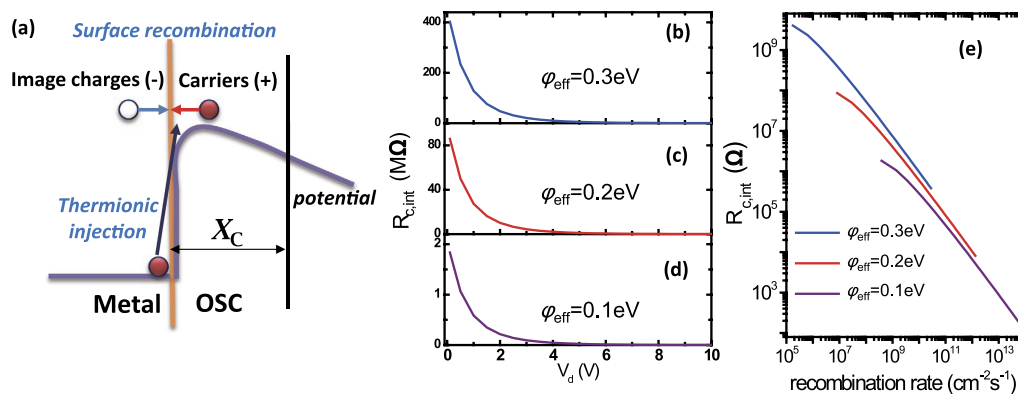 (a)
Surface recombination
Image charges (-) Carriers (+)
Thermionic
injection
potential
X_C
Metal OSC
R_c,int (MΩ)
400
200
0
(b)
φ_eff=0.3eV
80
40
0
(c)
φ_eff=0.2eV
2
1
0
(d)
φ_eff=0.1eV
0 2 4 6 8 10
V_d (V)
R_c,int (Ω)
10^9
10^7
10^5
10^3
(e)
φ_eff=0.3eV
φ_eff=0.2eV
φ_eff=0.1eV
10^5 10^7 10^9 10^11 10^13
recombination rate (cm^-2s^-1)